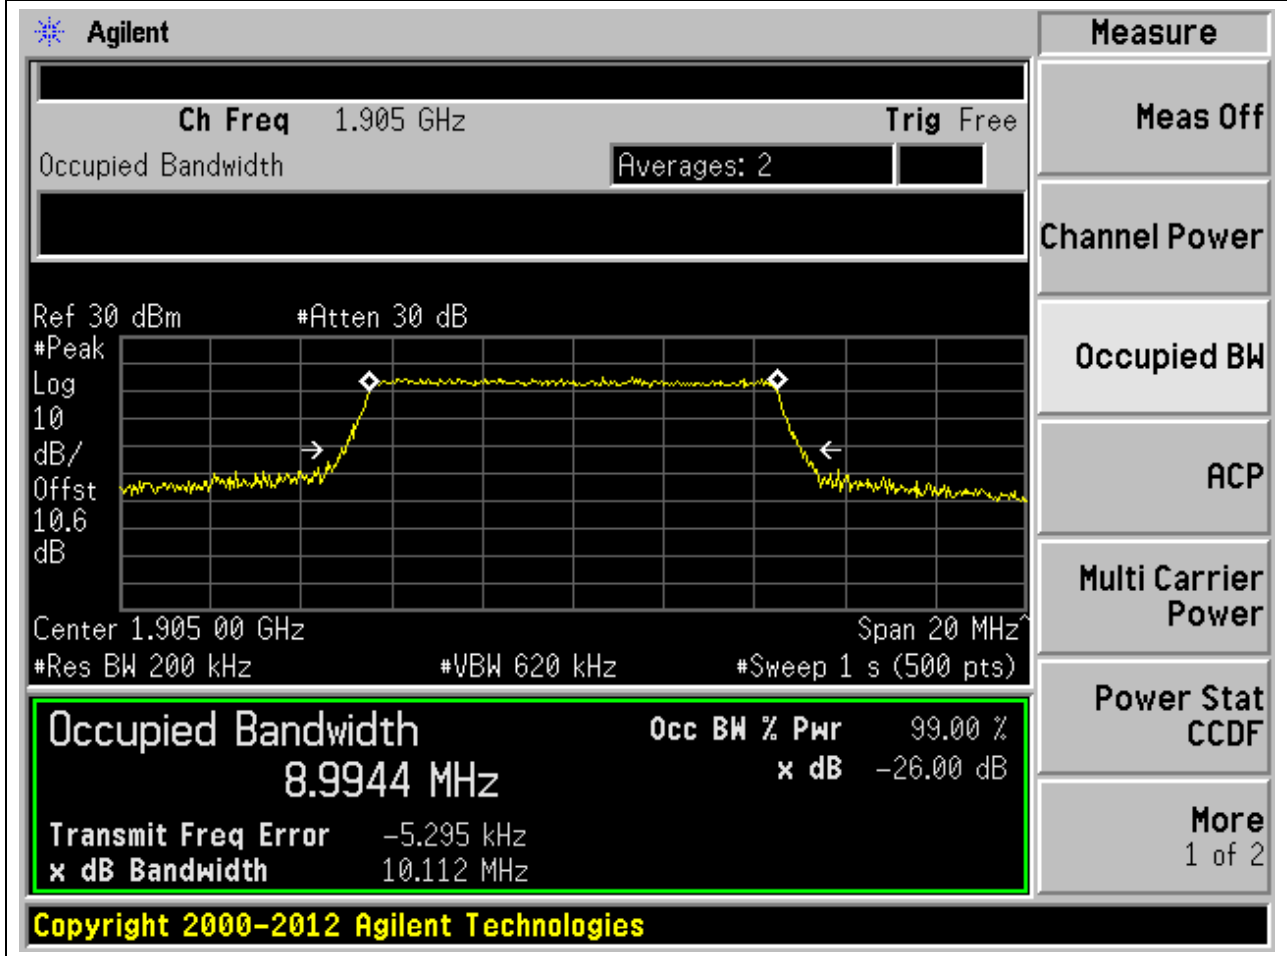 Agilent
Measure
Ch Freq 1.905 GHz Trig Free
Occupied Bandwidth Averages: 2
Meas Off
Channel Power
Occupied BW
ACP
Multi Carrier
Power
Power Stat
CCDF
More
1 of 2
Ref 30 dBm #Atten 30 dB
#Peak
Log
10
dB/
Offst
10.6
dB
Center 1.905 00 GHz Span 20 MHz^
#Res BW 200 kHz #VBW 620 kHz #Sweep 1 s (500 pts)
Occupied Bandwidth Occ BW % Pwr 99.00 %
8.9944 MHz x dB -26.00 dB
Transmit Freq Error -5.295 kHz
x dB Bandwidth 10.112 MHz
Copyright 2000-2012 Agilent Technologies